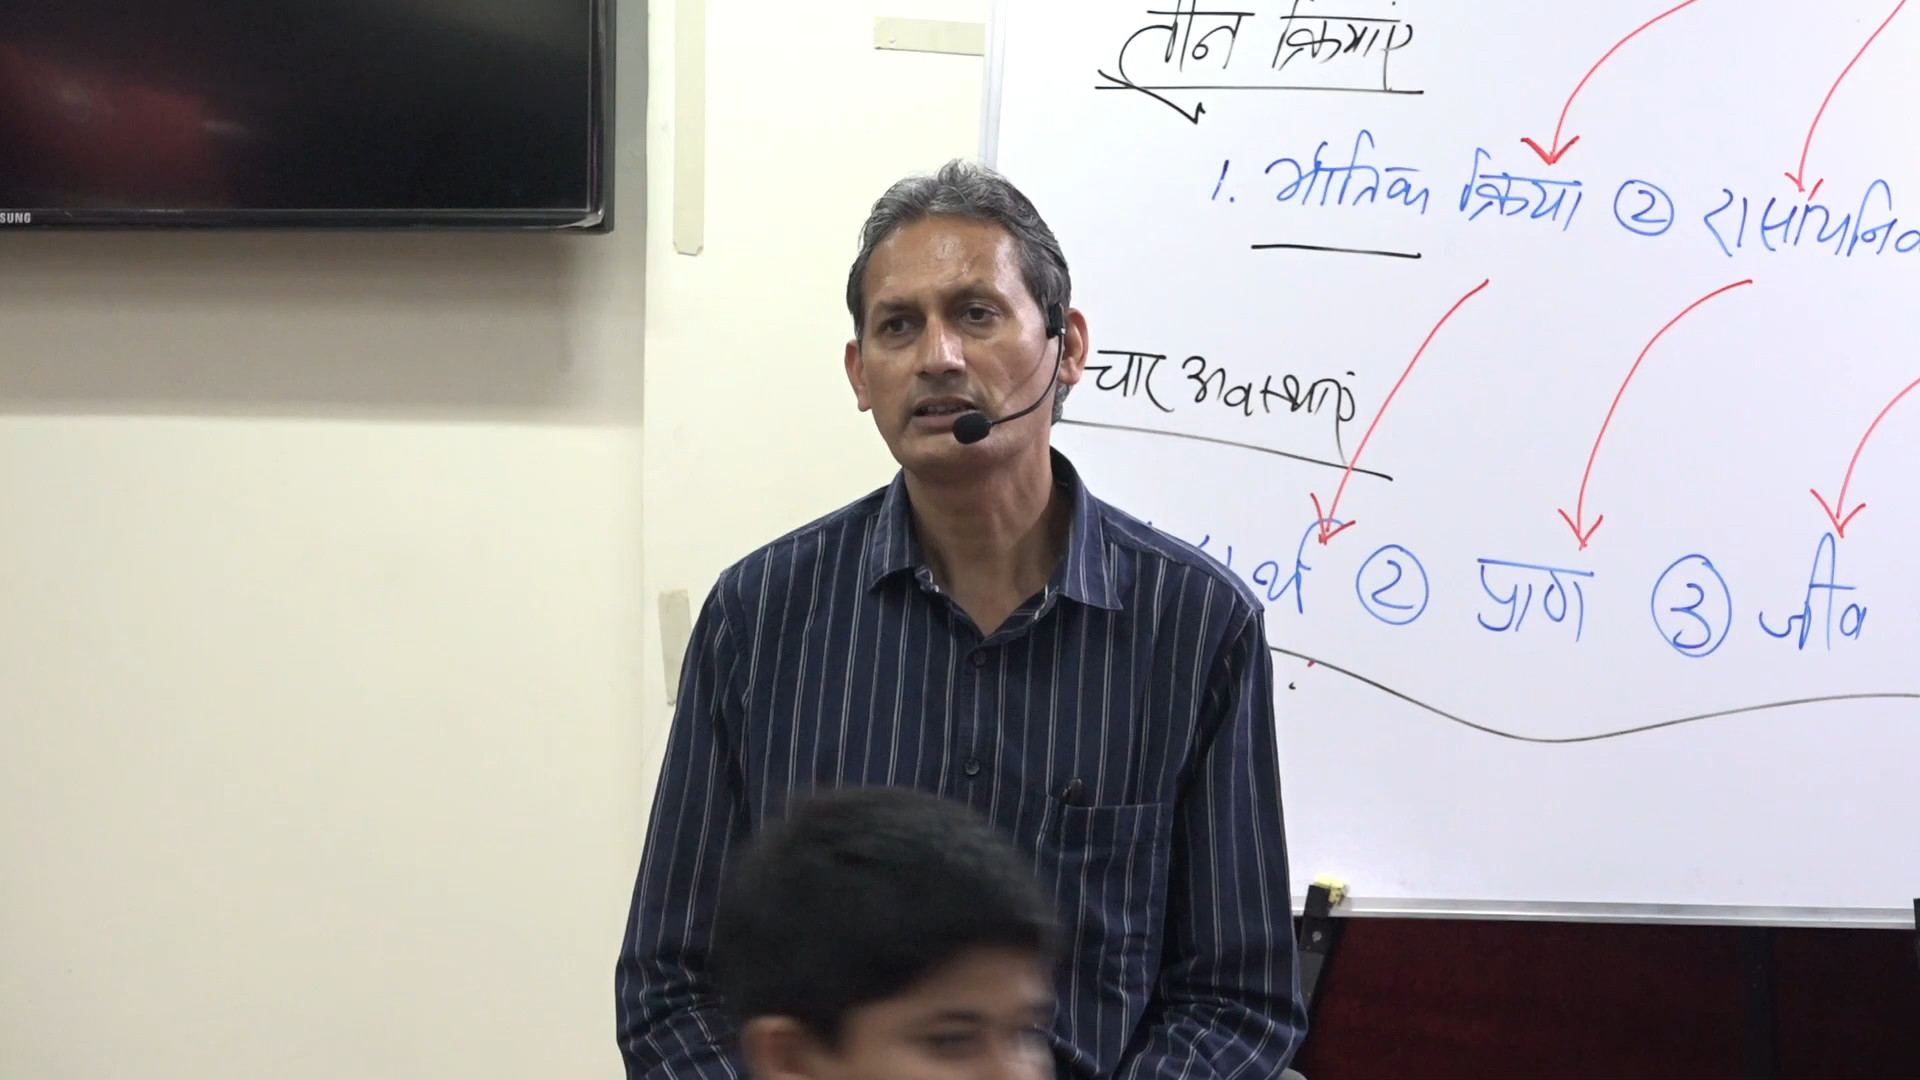 SUNG
तीन क्रियाएं
1. भौतिक क्रिया ② रासायनिक
चार अवस्थाएं
र्थ ② प्राण ③ जीव